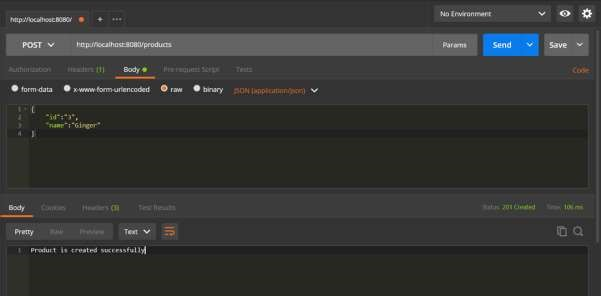 http://localhost:8080/
+
No Environment
POST http://localhost:8080/products Params Send Save
Authorization Headers (1) Body Pre-request Script Tests Code
form-data x-www-form-urlencoded raw binary JSON (application/json)
1 {
2 "id":"3",
3 "name":"Ginger"
4 }
Body Cookies Headers (3) Test Results Status: 201 Created Time: 106 ms
Pretty Raw Preview Text
1 Product is created successfully